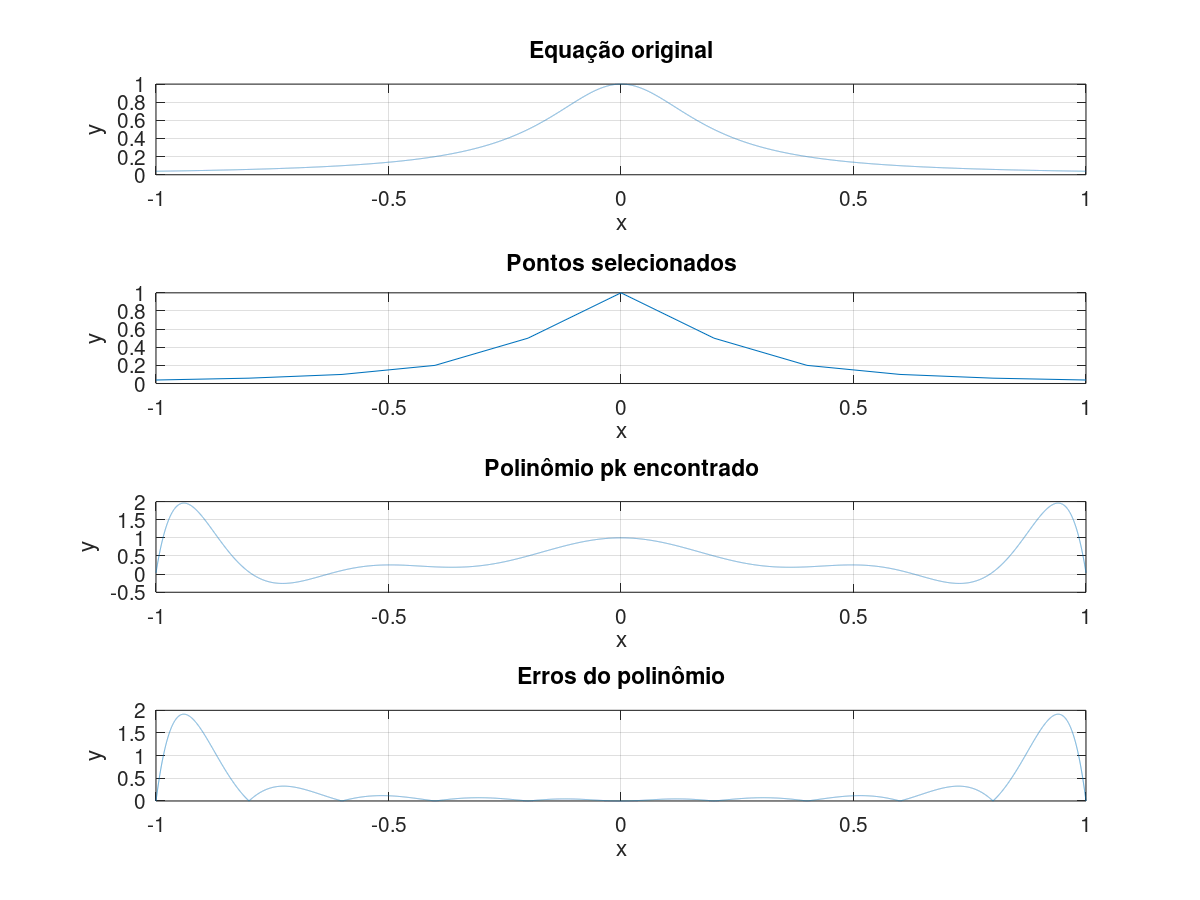 Equação original
1
0.8
0.6
0.4
0.2
0
y
-1 -0.5 0 0.5 1
x
Pontos selecionados
1
0.8
0.6
0.4
0.2
0
y
-1 -0.5 0 0.5 1
x
Polinômio pk encontrado
2
1.5
1
0.5
0
-0.5
y
-1 -0.5 0 0.5 1
x
Erros do polinômio
2
1.5
1
0.5
0
y
-1 -0.5 0 0.5 1
x